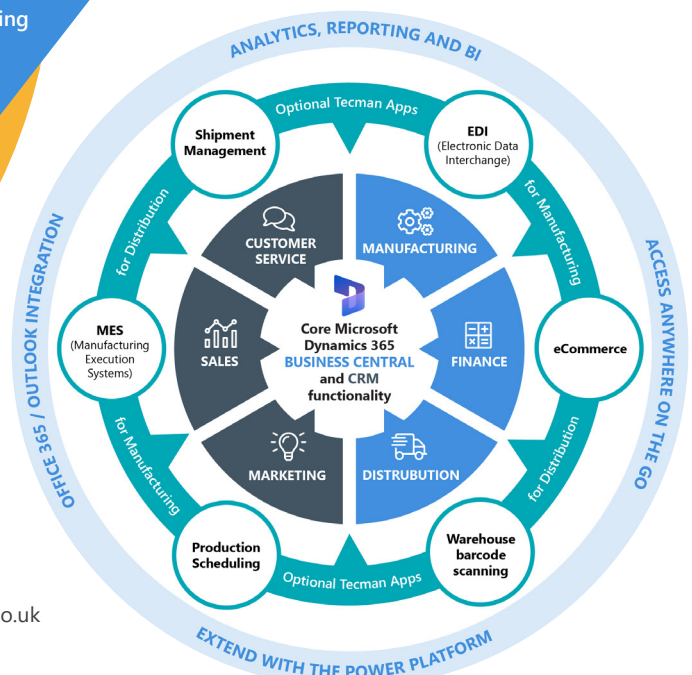 ing
ANALYTICS, REPORTING AND BI
Optional Tecman Apps
Shipment
Management
EDI
(Electronic Data
Interchange)
for Distribution
for Manufacturing
CUSTOMER
SERVICE
MANUFACTURING
OFFICE 365 / OUTLOOK INTEGRATION
ACCESS ANYWHERE ON THE GO
MES
(Manufacturing
Execution
Systems)
SALES
Core Microsoft
Dynamics 365
BUSINESS CENTRAL
and CRM
functionality
FINANCE
eCommerce
for Manufacturing
for Distribution
MARKETING
DISTRUBUTION
Production
Scheduling
Warehouse
barcode
scanning
Optional Tecman Apps
o.uk
EXTEND WITH THE POWER PLATFORM